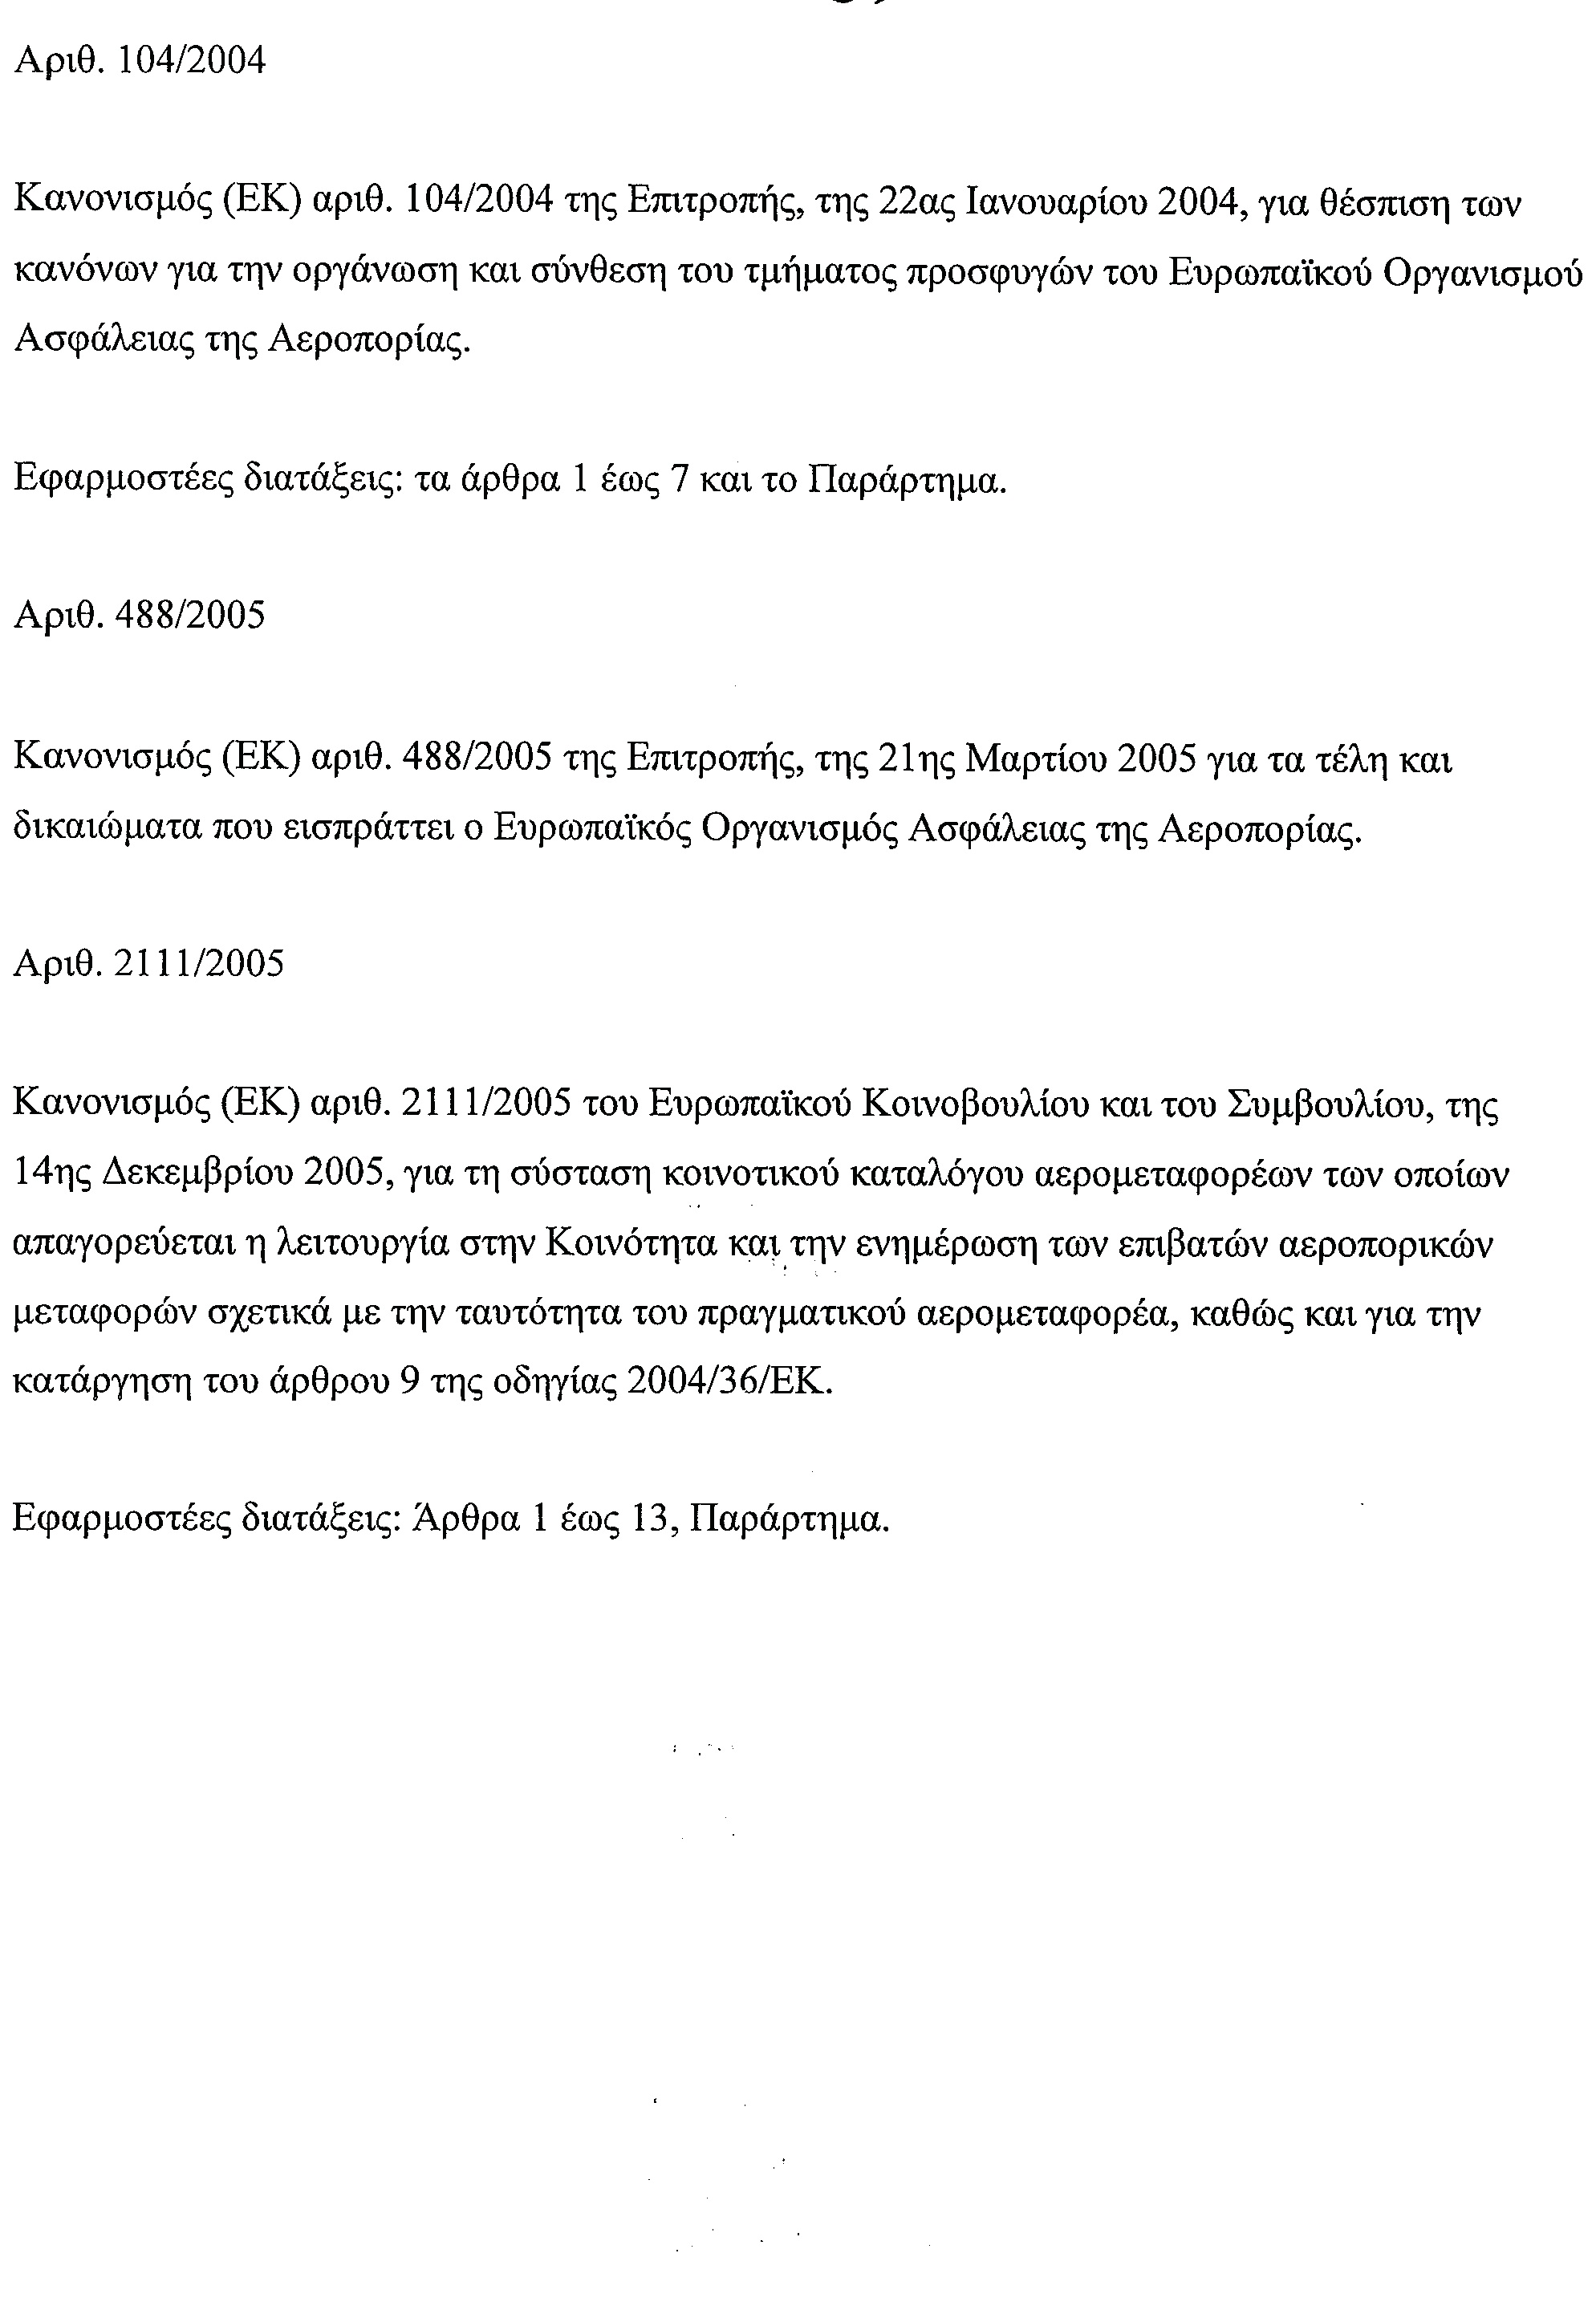 Αριθ. 104/2004
Κανονισμός (ΕΚ) αριθ. 104/2004 της Επιτροπής, της 22ας Ιανουαρίου 2004, για θέσπιση των
κανόνων για την οργάνωση και σύνθεση του τμήματος προσφυγών του Ευρωπαϊκού Οργανισμού
Ασφάλειας της Αεροπορίας.
Εφαρμοστέες διατάξεις: τα άρθρα 1 έως 7 και το Παράρτημα.
Αριθ. 488/2005
Κανονισμός (ΕΚ) αριθ. 488/2005 της Επιτροπής, της 21ης Μαρτίου 2005 για τα τέλη και
δικαιώματα που εισπράττει ο Ευρωπαϊκός Οργανισμός Ασφάλειας της Αεροπορίας.
Αριθ. 2111/2005
Κανονισμός (ΕΚ) αριθ. 2111/2005 του Ευρωπαϊκού Κοινοβουλίου και του Συμβουλίου, της
14ης Δεκεμβρίου 2005, για τη σύσταση κοινοτικού καταλόγου αερομεταφορέων των οποίων
απαγορεύεται η λειτουργία στην Κοινότητα και την ενημέρωση των επιβατών αεροπορικών
μεταφορών σχετικά με την ταυτότητα του πραγματικού αερομεταφορέα, καθώς και για την
κατάργηση του άρθρου 9 της οδηγίας 2004/36/ΕΚ.
Εφαρμοστέες διατάξεις: Άρθρα 1 έως 13, Παράρτημα.